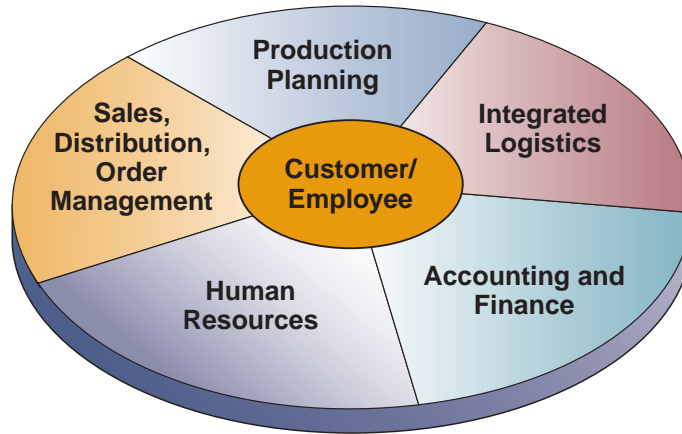 Production
Planning
Integrated
Logistics
Sales,
Distribution,
Order
Management
Customer/
Employee
Accounting and
Finance
Human
Resources